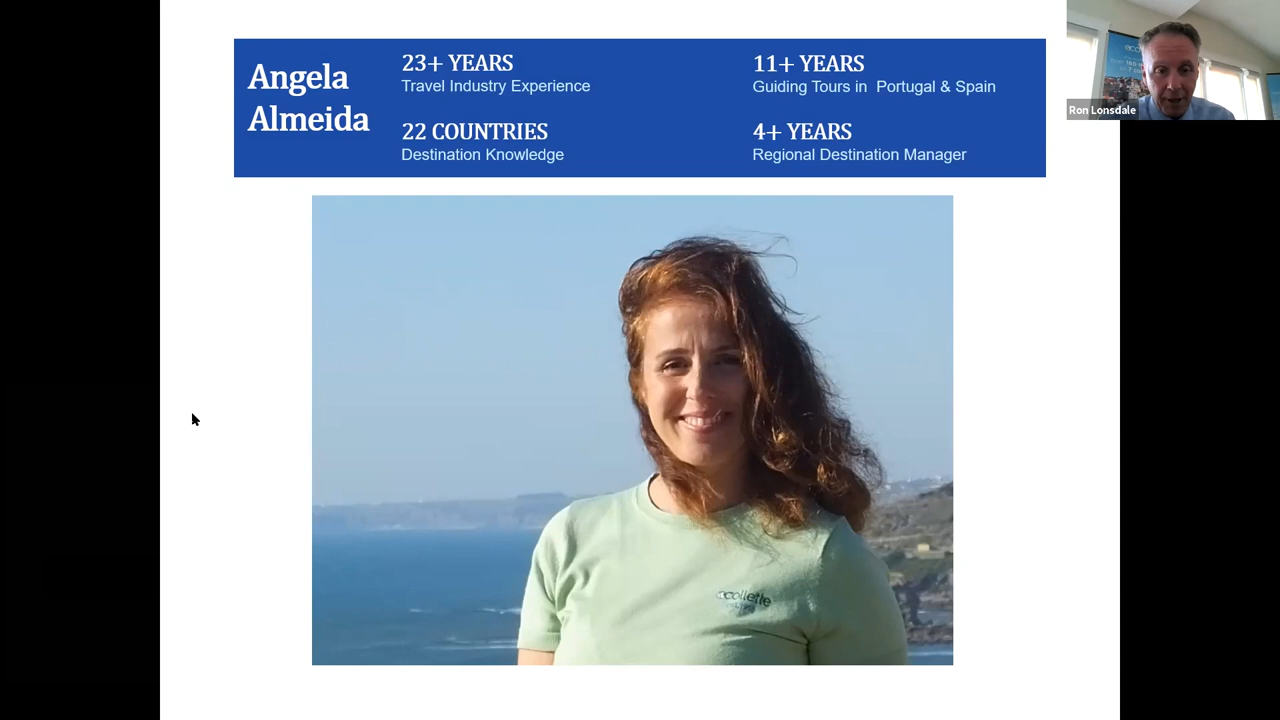 Angela
Almeida
23+ YEARS
Travel Industry Experience
22 COUNTRIES
Destination Knowledge
11+ YEARS
Guiding Tours in  Portugal & Spain
4+ YEARS
Regional Destination Manager
Ron Lonsdale
collette